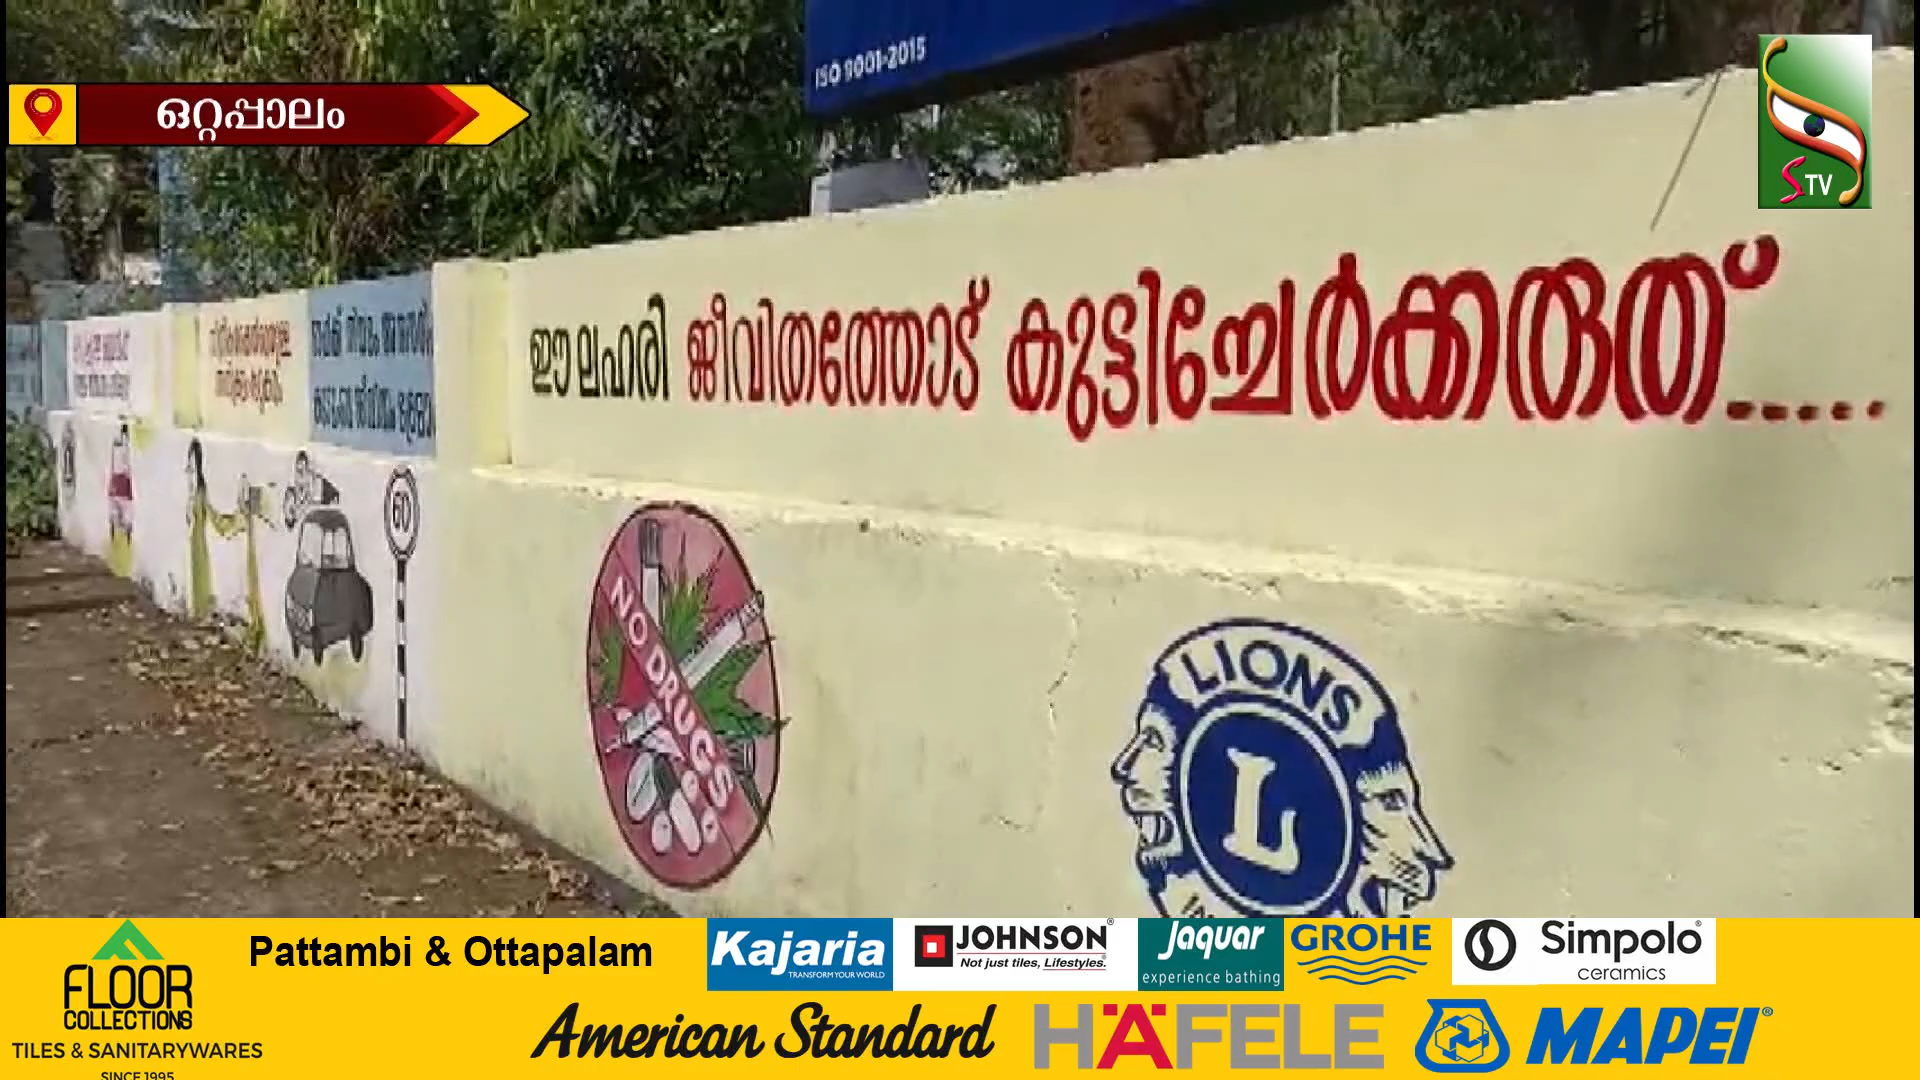 ISO 9001-2015
ഒറ്റപ്പാലം
STV
ഈ ലഹരി ജീവിതത്തോട് കുട്ടിച്ചേർക്കരുത്.....
60
NO DRUGS
LIONS
L
FLOOR
COLLECTIONS
TILES & SANITARYWARES
SINCE 1995
Pattambi & Ottapalam
Kajaria
TRANSFORM YOUR WORLD
JOHNSON®
Not just tiles, Lifestyles.
Jaquar
experience bathing
GROHE
Simpolo®
ceramics
American Standard
HÄFELE
MAPEI®